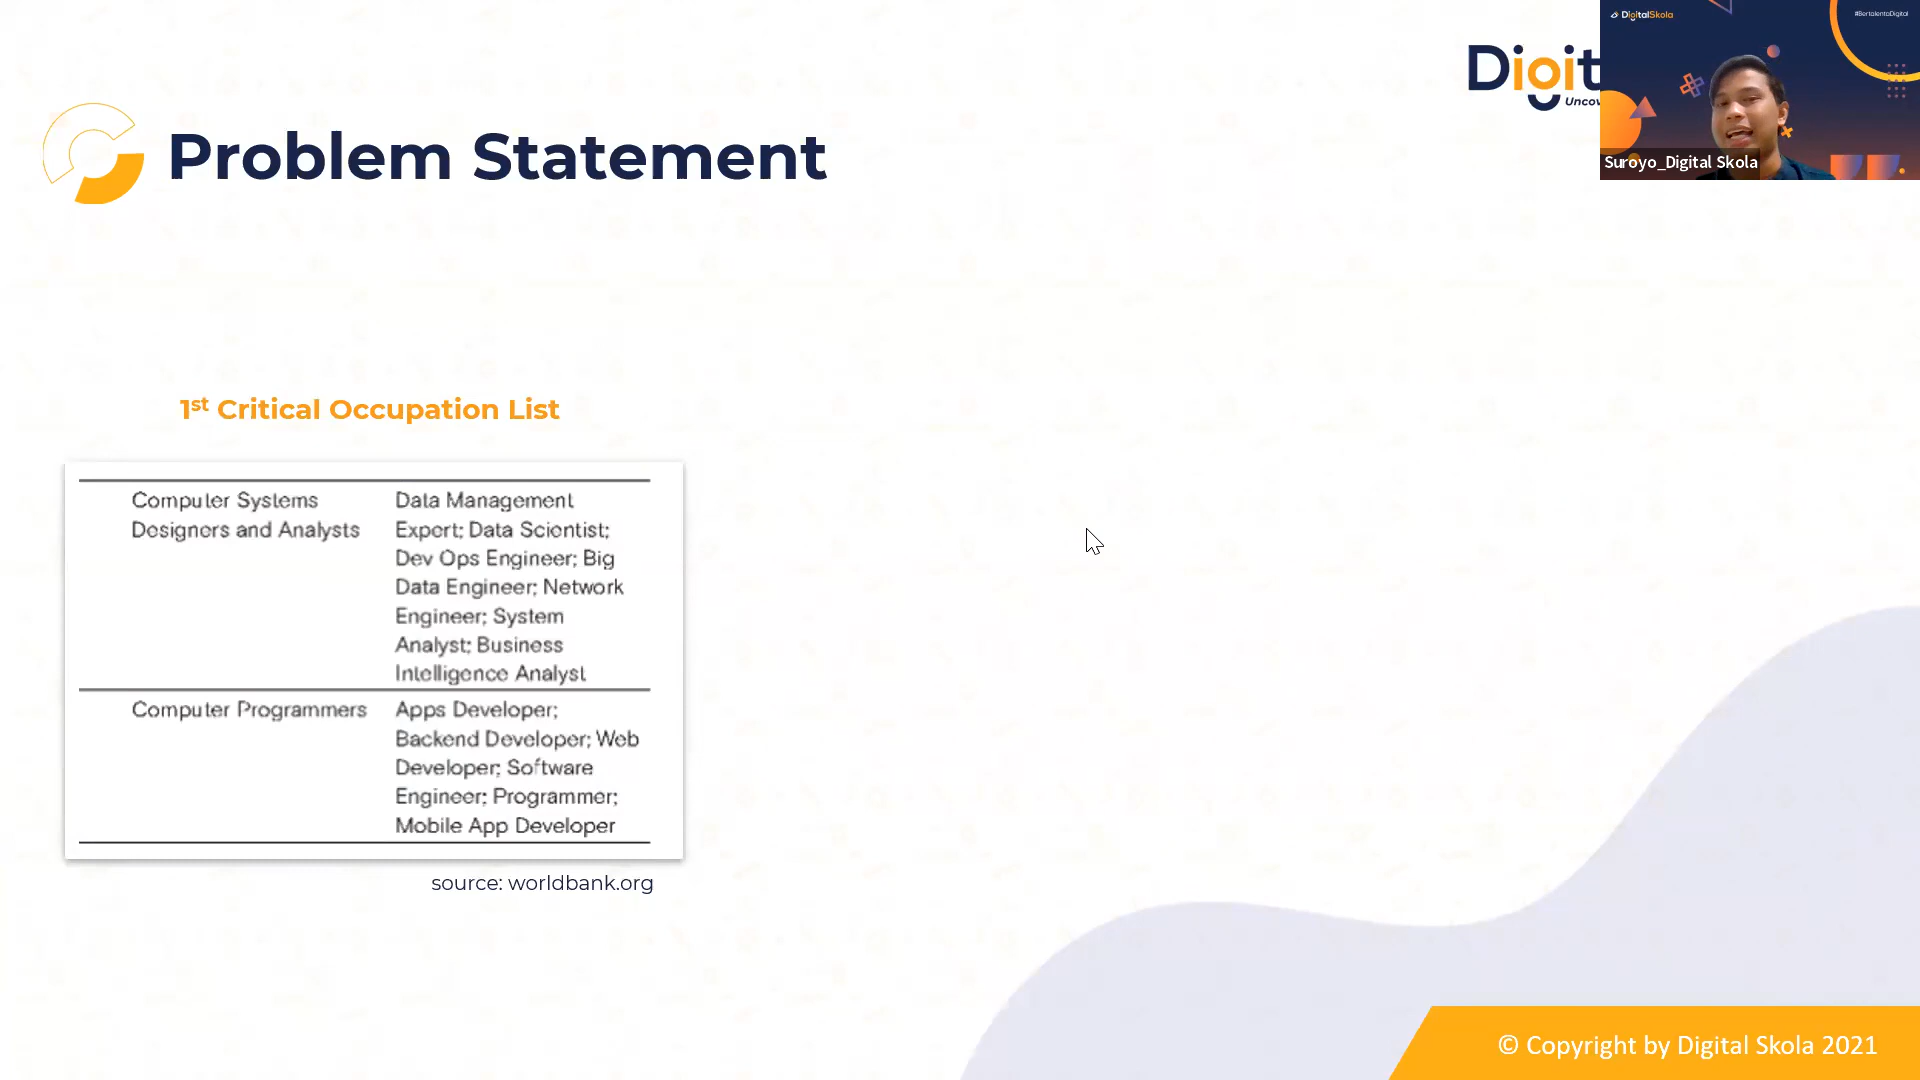 DigitalSkola
#BertalentaDigital
Digit
Uncov
Suroyo_Digital Skola
Problem Statement
1st Critical Occupation List
Computer Systems
Designers and Analysts
Data Management
Expert; Data Scientist;
Dev Ops Engineer; Big
Data Engineer; Network
Engineer; System
Analyst; Business
Intelligence Analyst
Computer Programmers
Apps Developer;
Backend Developer; Web
Developer; Software
Engineer; Programmer;
Mobile App Developer
source: worldbank.org
© Copyright by Digital Skola 2021